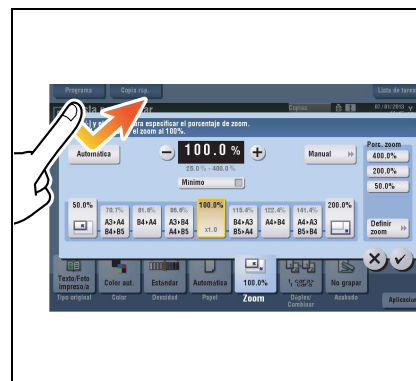 Programa Copia rap. Lista de tarea
Copias 07/01/2013
para especificar el porcentaje de zoom.
el zoom al 100%.
Automática 100.0 % Manual
25.0 % - 400.0 %
Mínimo
Porc. zoom
400.0%
200.0%
50.0%
Definir
zoom
50.0% 70.7% 81.6% 86.6% 100.0% 115.4% 122.4% 141.4% 200.0%
A3▸A4 B4▸A4 A3▸B4 x1.0 B4▸A3 A4▸B4 A4▸A3
B4▸B5 A4▸B5 B5▸A4 B5▸B4
Texto/Foto
impreso/a Color aut. Estándar Automática 100.0% 1 cara> No grapar
Tipo original Color Densidad Papel Zoom Dúplex/ Acabado Aplicación
Combinar